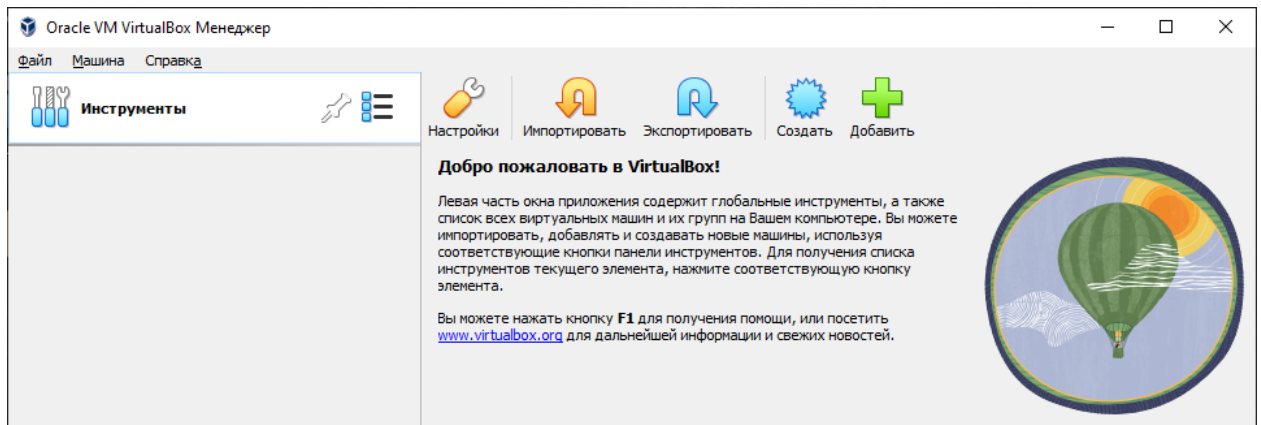 Oracle VM VirtualBox Менеджер
Файл Машина Справка
Инструменты
Настройки Импортировать Экспортировать Создать Добавить
Добро пожаловать в VirtualBox!
Левая часть окна приложения содержит глобальные инструменты, а также
список всех виртуальных машин и их групп на Вашем компьютере. Вы можете
импортировать, добавлять и создавать новые машины, используя
соответствующие кнопки панели инструментов. Для получения списка
инструментов текущего элемента, нажмите соответствующую кнопку
элемента.
Вы можете нажать кнопку F1 для получения помощи, или посетить
www.virtualbox.org для дальнейшей информации и свежих новостей.